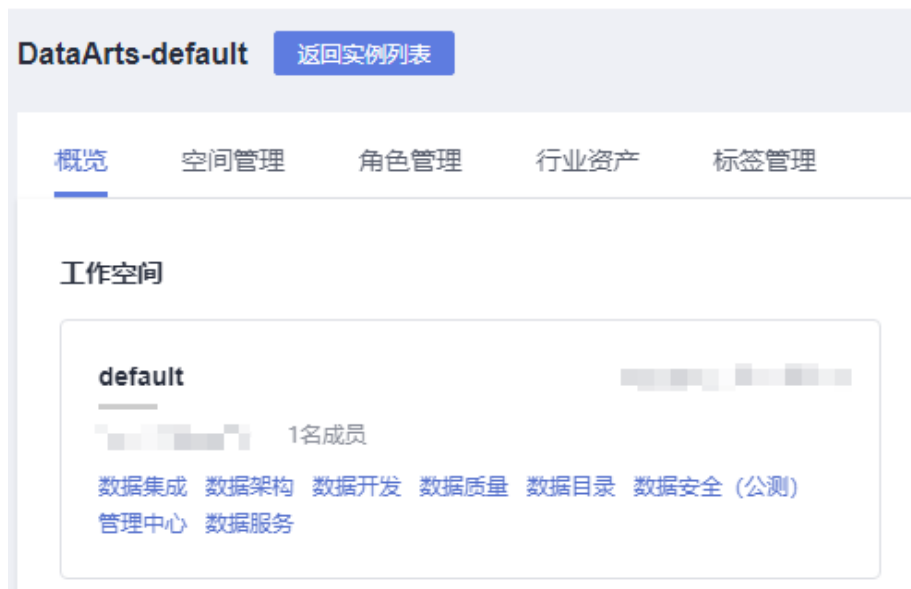 DataArts-default 返回实例列表
概览 空间管理 角色管理 行业资产 标签管理
工作空间
default
1名成员
数据集成 数据架构 数据开发 数据质量 数据目录 数据安全（公测）
管理中心 数据服务